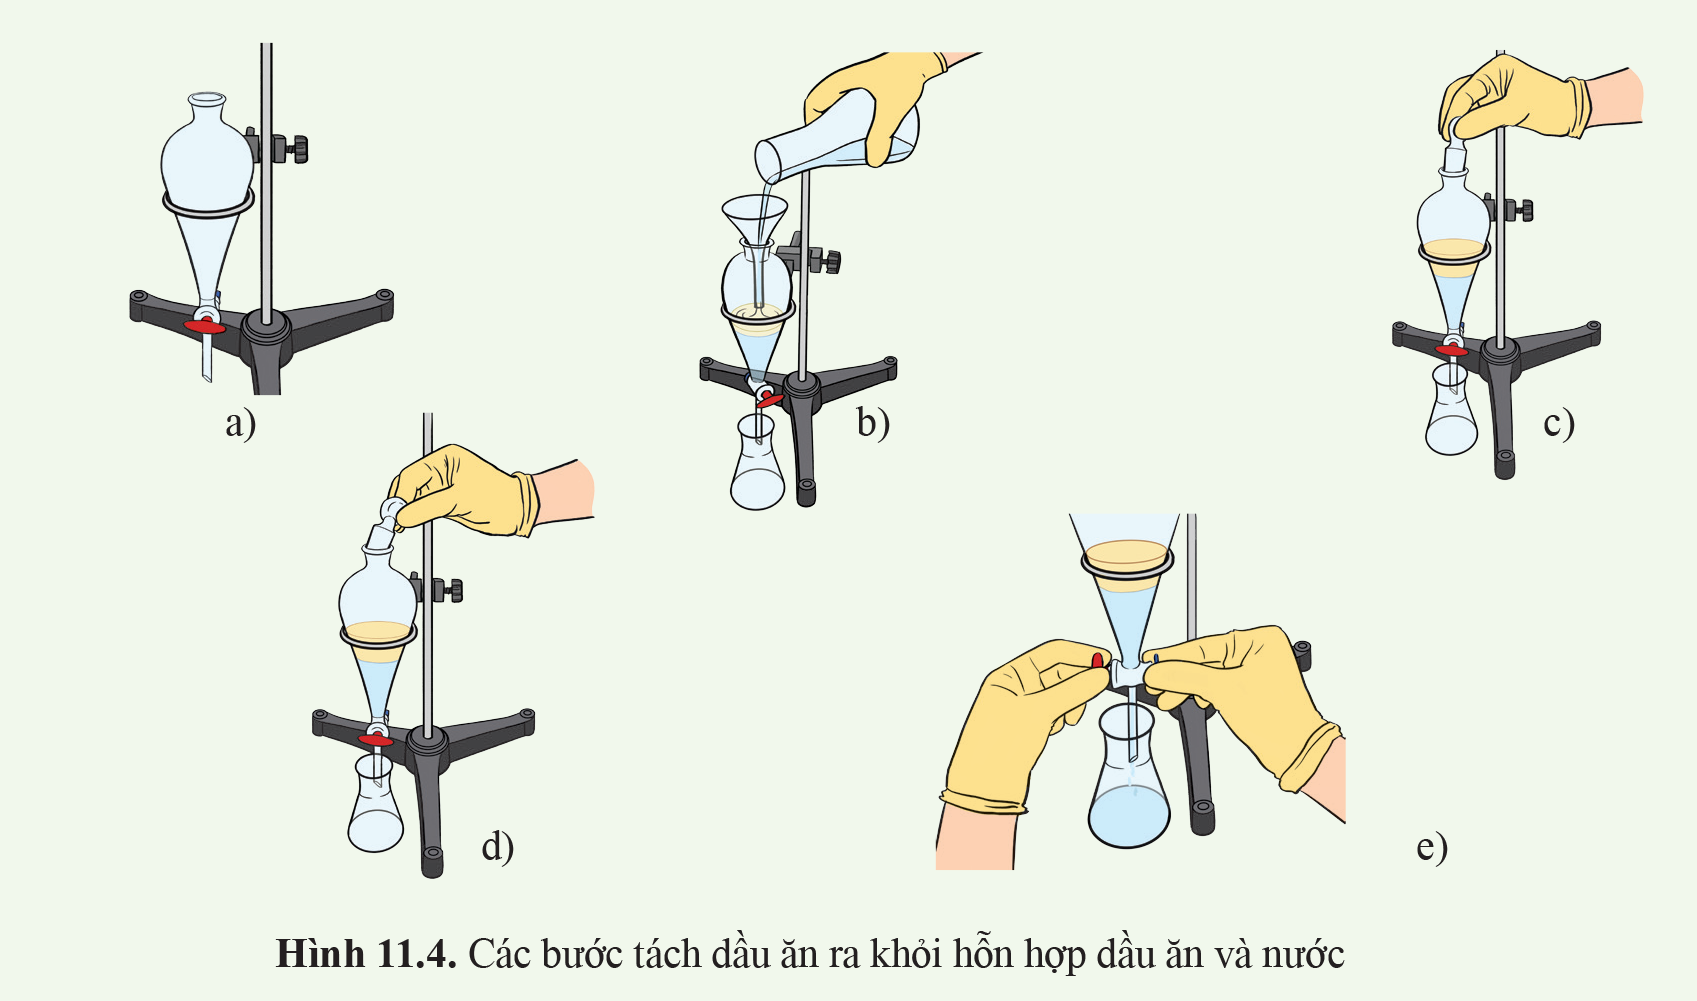 a)
b)
c)
d)
e)
Hình 11.4. Các bước tách dầu ăn ra khỏi hỗn hợp dầu ăn và nước